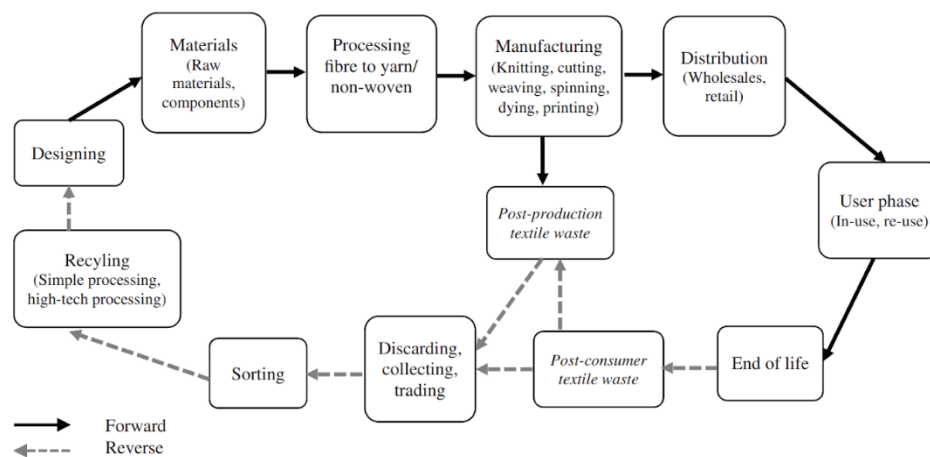 Materials
(Raw
materials,
components)
Processing
fibre to yarn/
non-woven
Manufacturing
(Knitting, cutting,
weaving, spinning,
dying, printing)
Distribution
(Wholesales,
retail)
Designing
User phase
(In-use, re-use)
Post-production
textile waste
Recyling
(Simple processing,
high-tech processing)
Sorting
Discarding,
collecting,
trading
Post-consumer
textile waste
End of life
Forward
Reverse